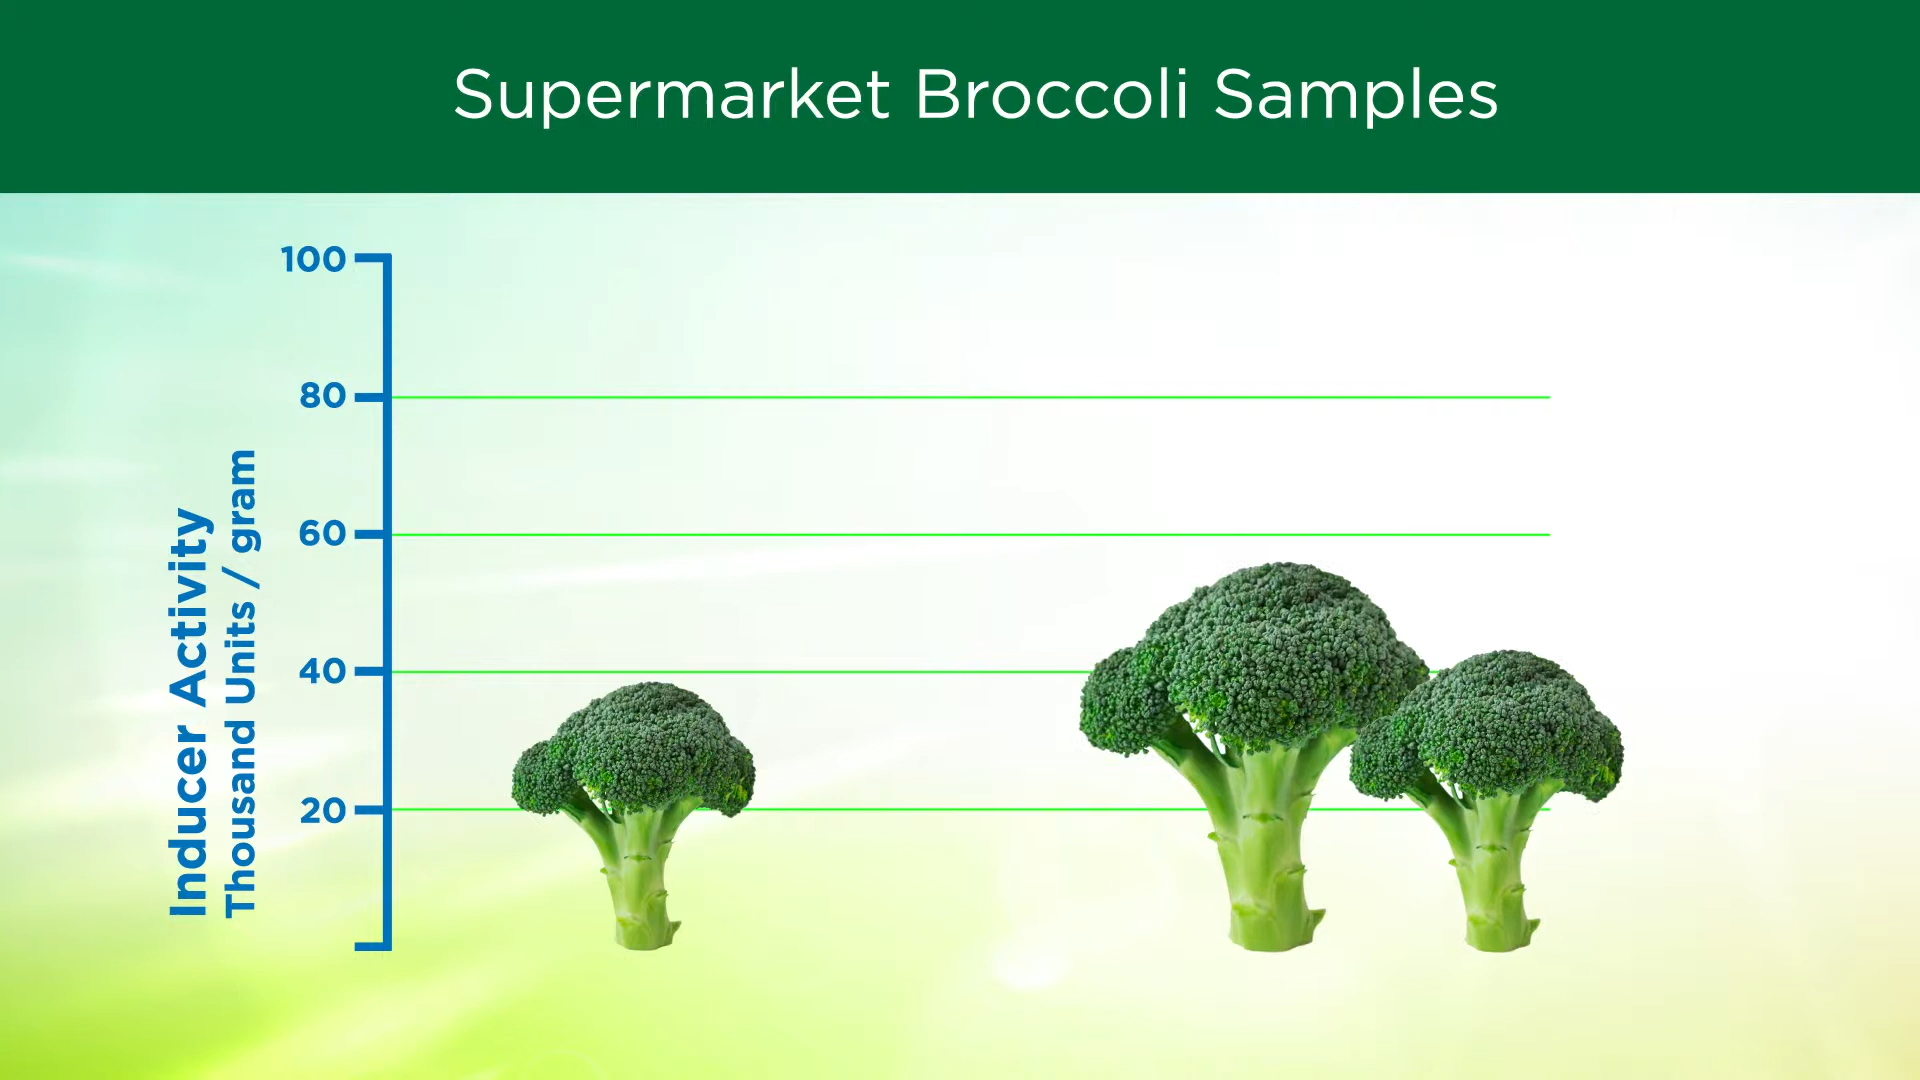 Supermarket Broccoli Samples
100
80
60
40
20
Inducer Activity
Thousand Units / gram